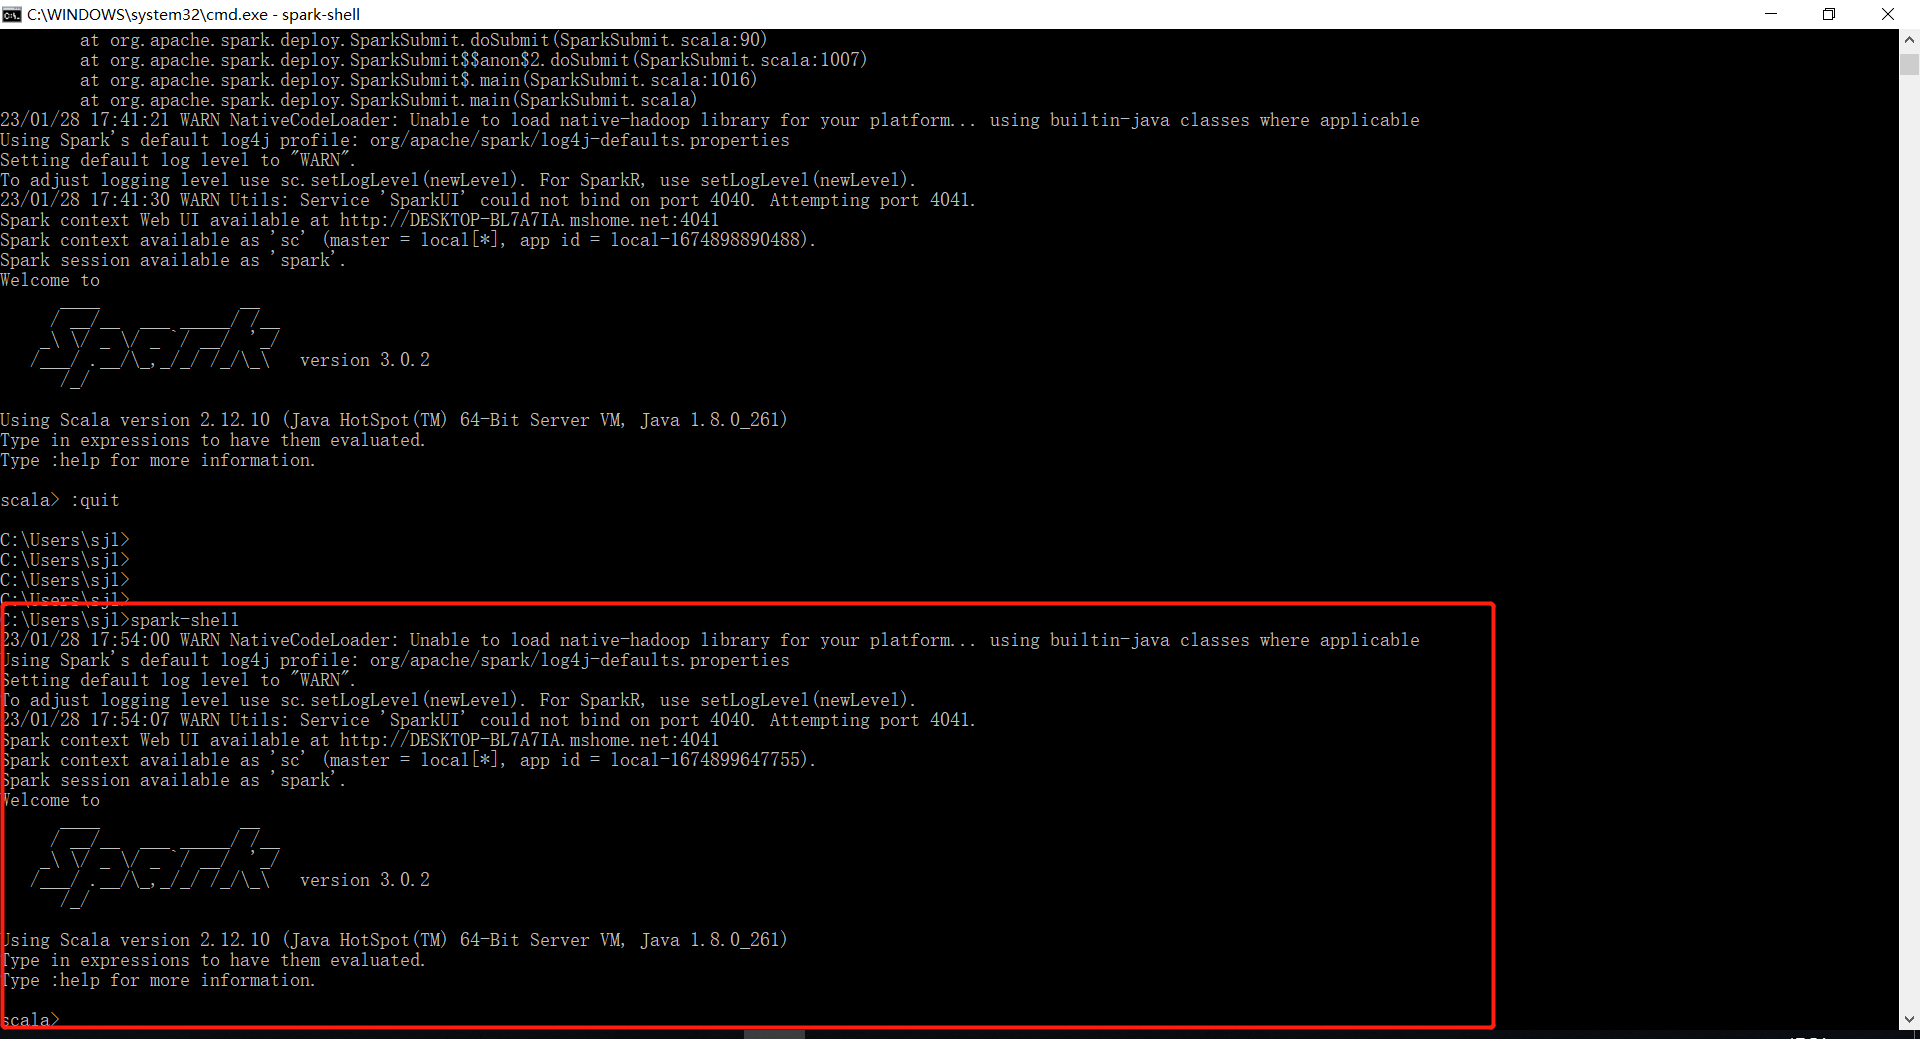 C:\WINDOWS\system32\cmd.exe - spark-shell
at org.apache.spark.deploy.SparkSubmit.doSubmit(SparkSubmit.scala:90)
at org.apache.spark.deploy.SparkSubmit$$anon$2.doSubmit(SparkSubmit.scala:1007)
at org.apache.spark.deploy.SparkSubmit$.main(SparkSubmit.scala:1016)
at org.apache.spark.deploy.SparkSubmit.main(SparkSubmit.scala)
23/01/28 17:41:21 WARN NativeCodeLoader: Unable to load native-hadoop library for your platform... using builtin-java classes where applicable
Using Spark's default log4j profile: org/apache/spark/log4j-defaults.properties
Setting default log level to "WARN".
To adjust logging level use sc.setLogLevel(newLevel). For SparkR, use setLogLevel(newLevel).
23/01/28 17:41:30 WARN Utils: Service 'SparkUI' could not bind on port 4040. Attempting port 4041.
Spark context Web UI available at http://DESKTOP-BL7A7IA.mshome.net:4041
Spark context available as 'sc' (master = local[*], app id = local-1674898890488).
Spark session available as 'spark'.
Welcome to
Spark version 3.0.2
Using Scala version 2.12.10 (Java HotSpot(TM) 64-Bit Server VM, Java 1.8.0_261)
Type in expressions to have them evaluated.
Type :help for more information.
scala> :quit
C:\Users\sjl>
C:\Users\sjl>
C:\Users\sjl>
C:\Users\sjl>
C:\Users\sjl>spark-shell
23/01/28 17:54:00 WARN NativeCodeLoader: Unable to load native-hadoop library for your platform... using builtin-java classes where applicable
Using Spark's default log4j profile: org/apache/spark/log4j-defaults.properties
Setting default log level to "WARN".
To adjust logging level use sc.setLogLevel(newLevel). For SparkR, use setLogLevel(newLevel).
23/01/28 17:54:07 WARN Utils: Service 'SparkUI' could not bind on port 4040. Attempting port 4041.
Spark context Web UI available at http://DESKTOP-BL7A7IA.mshome.net:4041
Spark context available as 'sc' (master = local[*], app id = local-1674899647755).
Spark session available as 'spark'.
Welcome to
Spark version 3.0.2
Using Scala version 2.12.10 (Java HotSpot(TM) 64-Bit Server VM, Java 1.8.0_261)
Type in expressions to have them evaluated.
Type :help for more information.
scala>